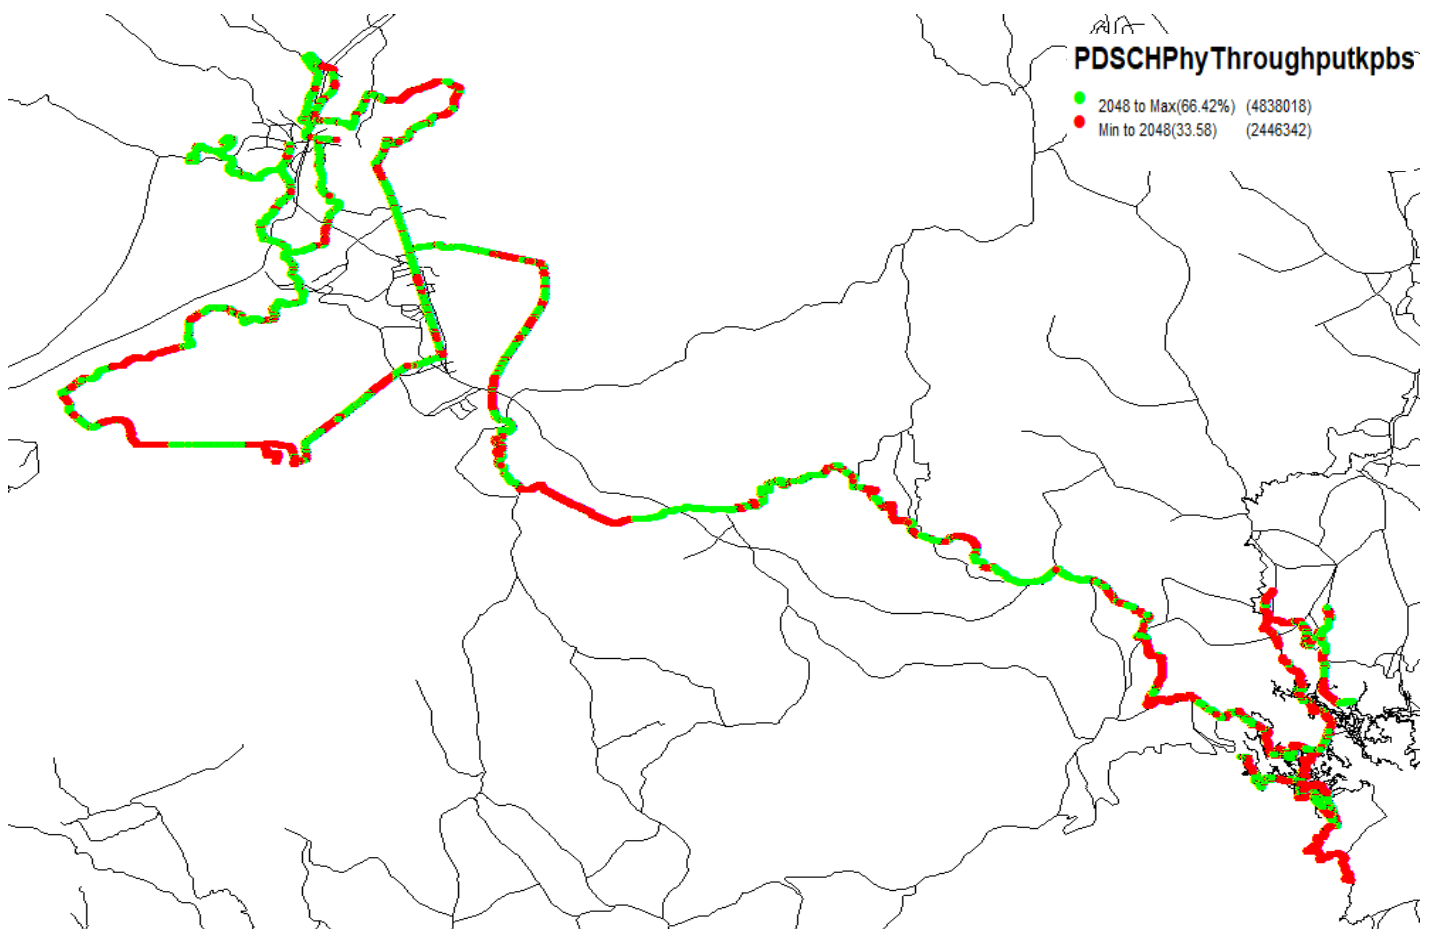 PDSCHPhyThroughputkpbs
2048 to Max(66.42%) (4838018)
Min to 2048(33.58) (2446342)